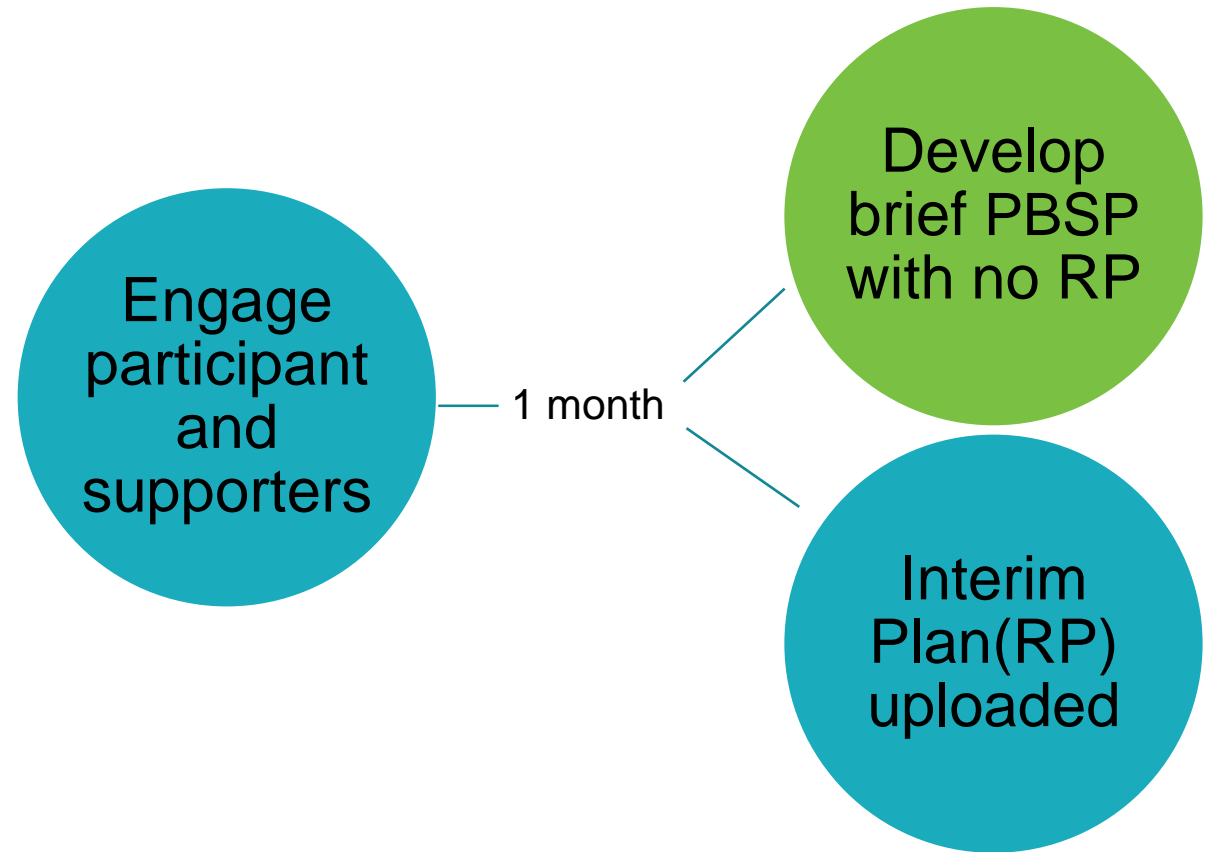 Engage
participant
and
supporters
1 month
Develop
brief PBSP
with no RP
Interim
Plan(RP)
uploaded